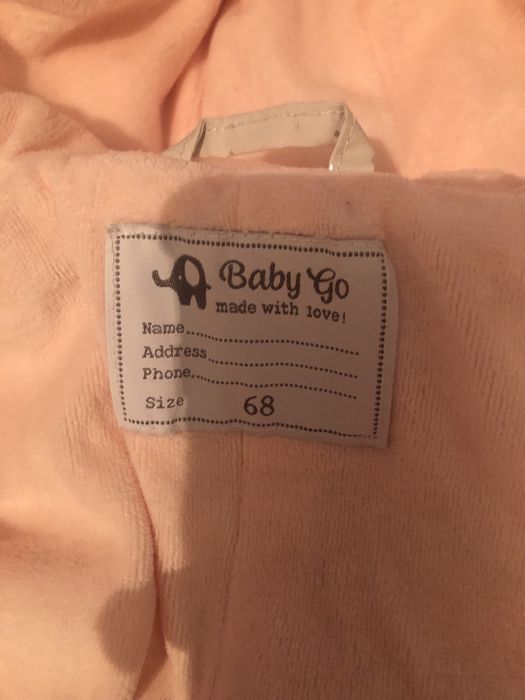 Baby Go
made with love!
Name
Address
Phone
Size 68